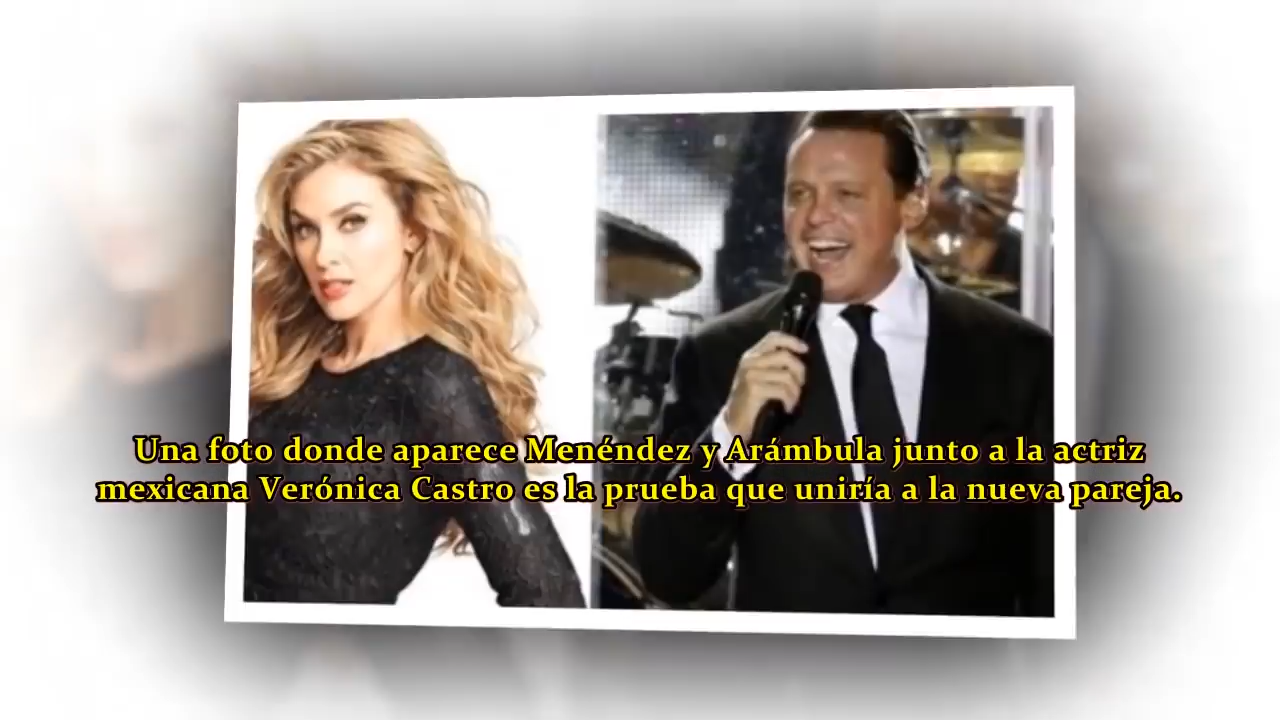 Una foto donde aparece Menéndez y Arámbula junto a la actriz
mexicana Verónica Castro es la prueba que uniría a la nueva pareja.